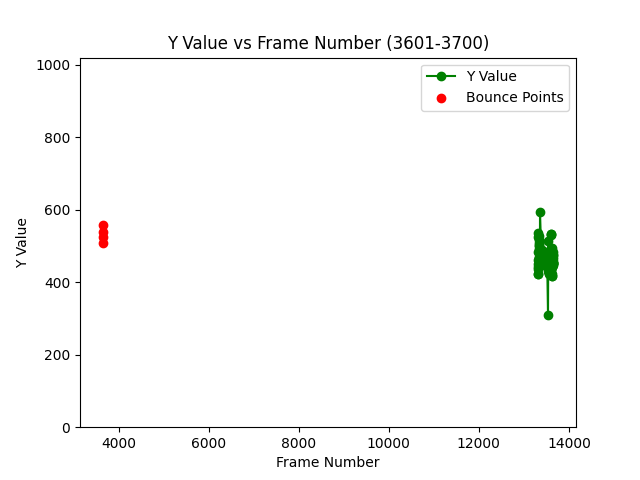 Y Value vs Frame Number (3601-3700)
Y Value
Bounce Points
1000
800
600
400
200
0
Y Value
4000 6000 8000 10000 12000 14000
Frame Number